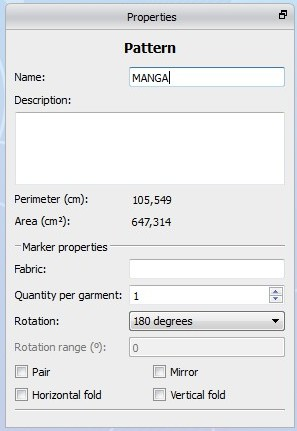 Properties
Pattern
Name: MANGA
Description:
Perimeter (cm): 105,549
Area (cm²): 647,314
Marker properties
Fabric:
Quantity per garment: 1
Rotation: 180 degrees
Rotation range (º): 0
Pair Mirror
Horizontal fold Vertical fold